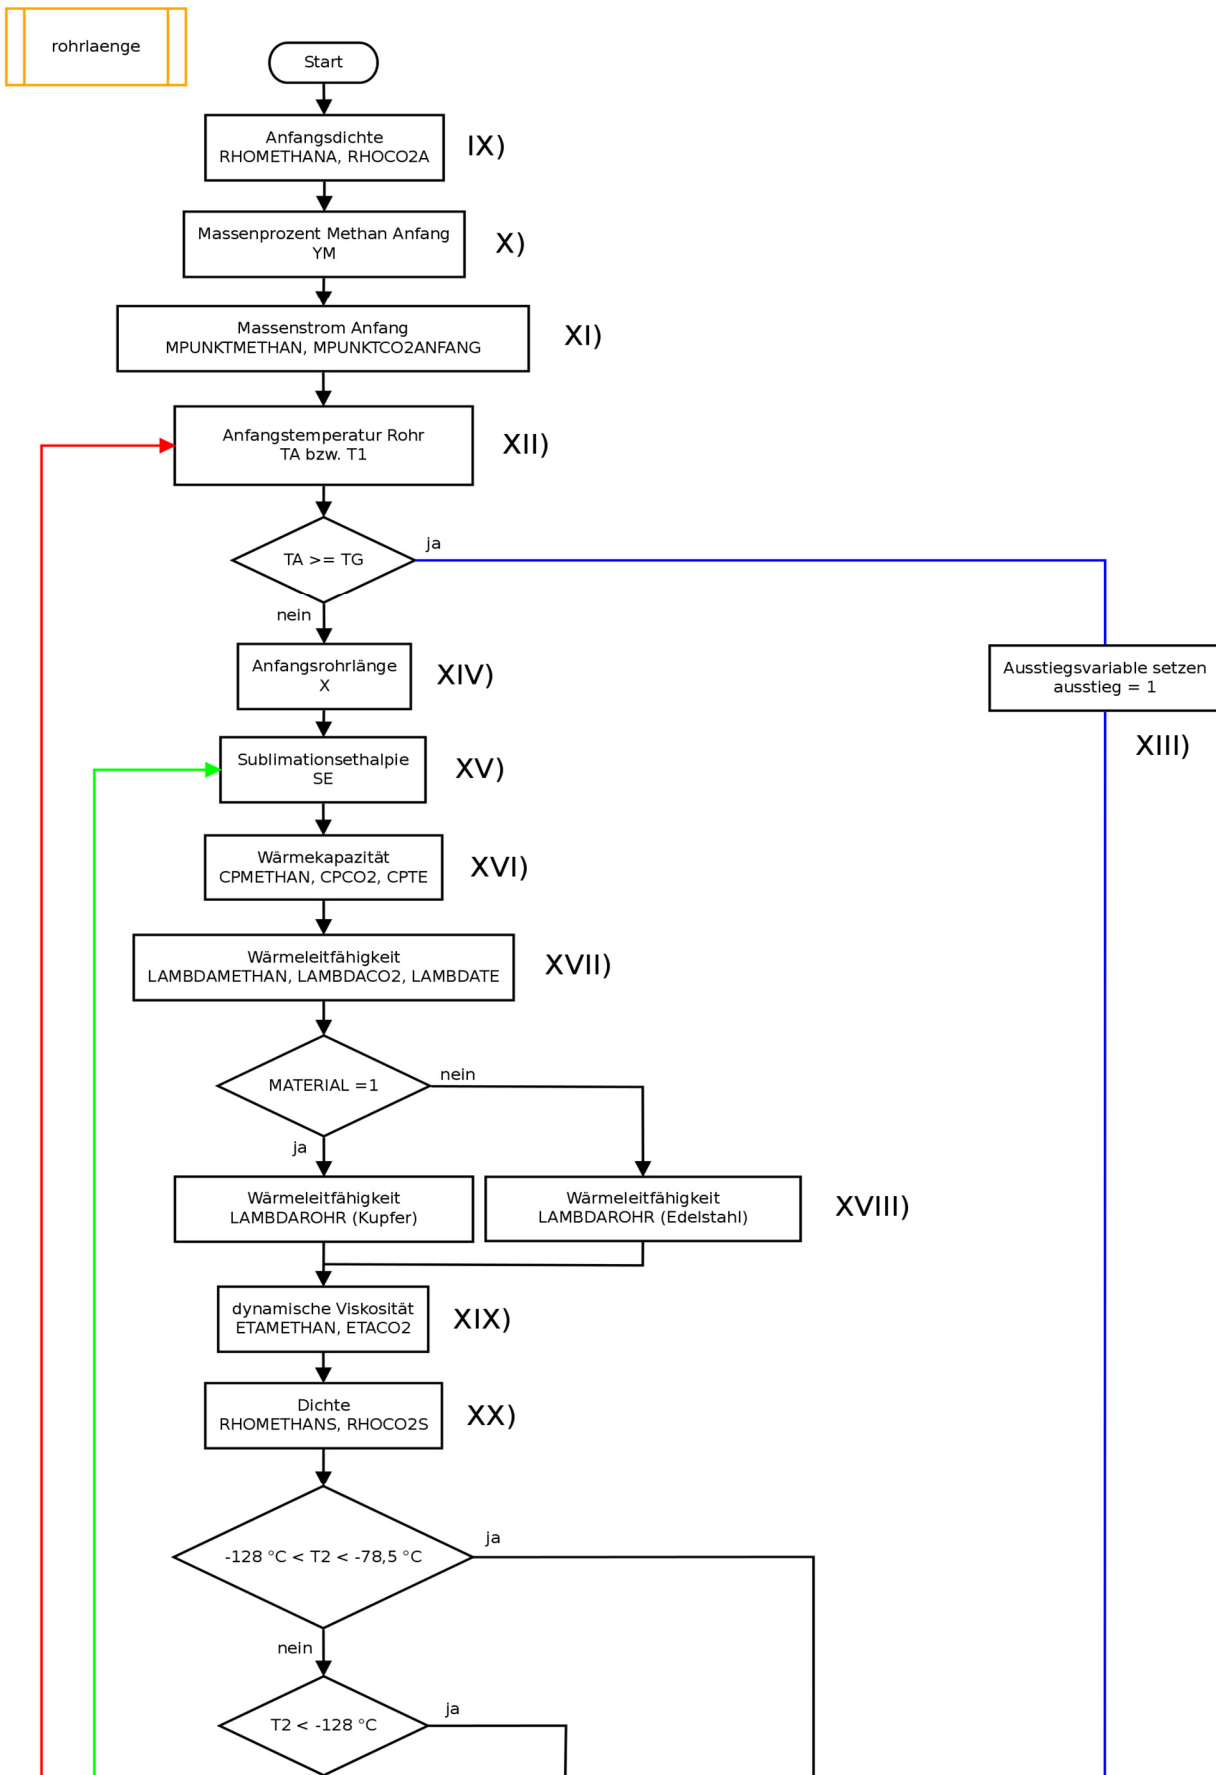 rohrlaenge
Start
Anfangsdichte
RHOMETHANA, RHOCO2A
IX)
Massenprozent Methan Anfang
YM
X)
Massenstrom Anfang
MPUNKTMETHAN, MPUNKTCO2ANFANG
XI)
Anfangstemperatur Rohr
TA bzw. T1
XII)
TA >= TG
ja
nein
Anfangsrohrlänge
X
XIV)
Ausstiegsvariable setzen
ausstieg = 1
XIII)
Sublimationsethalpie
SE
XV)
Wärmekapazität
CPMETHAN, CPCO2, CPTE
XVI)
Wärmeleitfähigkeit
LAMBDAMETHAN, LAMBDACO2, LAMBDATE
XVII)
MATERIAL =1
nein
ja
Wärmeleitfähigkeit
LAMBDAROHR (Kupfer)
Wärmeleitfähigkeit
LAMBDAROHR (Edelstahl)
XVIII)
dynamische Viskosität
ETAMETHAN, ETACO2
XIX)
Dichte
RHOMETHANS, RHOCO2S
XX)
-128 °C < T2 < -78,5 °C
ja
nein
T2 < -128 °C
ja